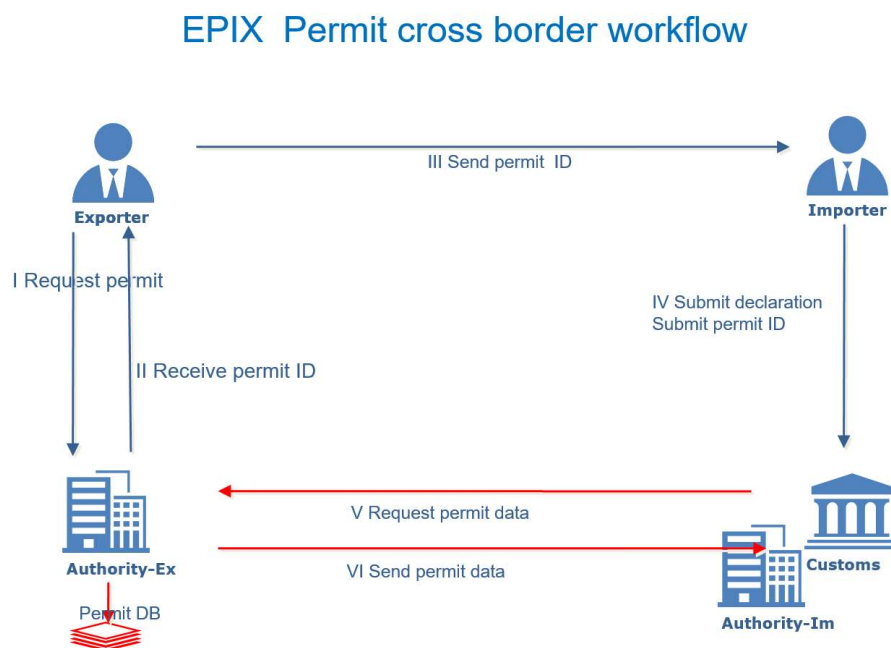 EPIX Permit cross border workflow
III Send permit ID
Exporter
Importer
I Request permit
IV Submit declaration
Submit permit ID
II Receive permit ID
V Request permit data
Authority-Ex
VI Send permit data
Customs
Permit DB
Authority-Im